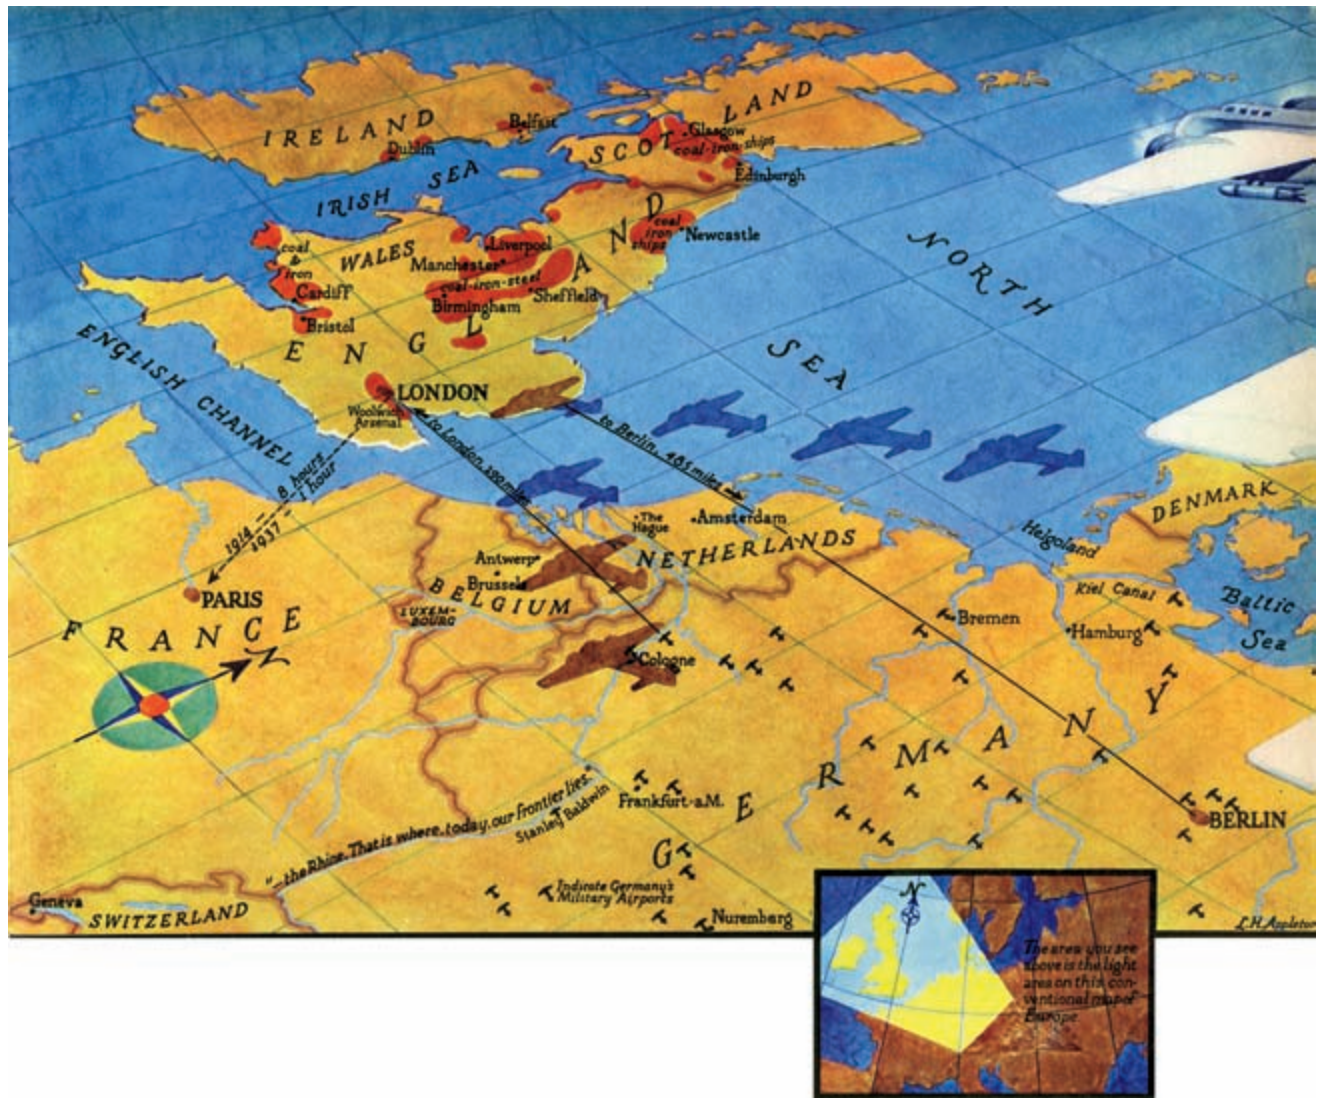 IRELAND
Belfast
Dublin
IRISH SEA
SCOTLAND
Glasgow
coal-iron-ships
Edinburgh
coal
iron
ships
Newcastle
NORTH
SEA
WALES
coal
&
iron
Cardiff
Bristol
Liverpool
Manchester
coal-iron-steel
Sheffield
Birmingham
ENGLAND
LONDON
Woolwich
Arsenal
ENGLISH CHANNEL
8 hours
1914 –
1 hour
1937 –
to London,
miles
to Berlin, 465 miles
PARIS
FRANCE
N
Antwerp
Brussels
BELGIUM
LUXEM-
BOURG
The
Hague
Amsterdam
NETHERLANDS
Cologne
Helgoland
DENMARK
Kiel Canal
Baltic
Sea
Bremen
Hamburg
GERMANY
BERLIN
Frankfurt-a.M.
"—the Rhine. That is where, today, our frontier lies."
Stanley Baldwin
Indicate Germany's
Military Airports
Nuremberg
Geneva
SWITZERLAND
L.H. Appleton
N
The area you see
above is the light
area on this con-
ventional map of
Europe